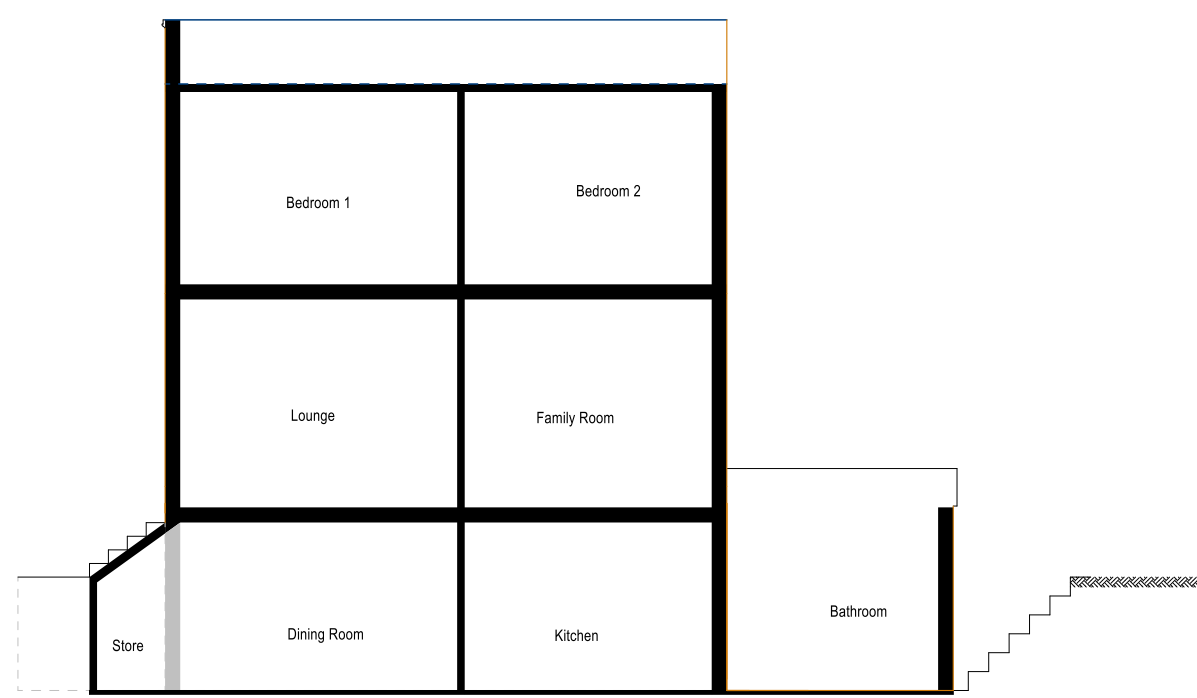 Bedroom 1
Bedroom 2
Lounge
Family Room
Store
Dining Room
Kitchen
Bathroom